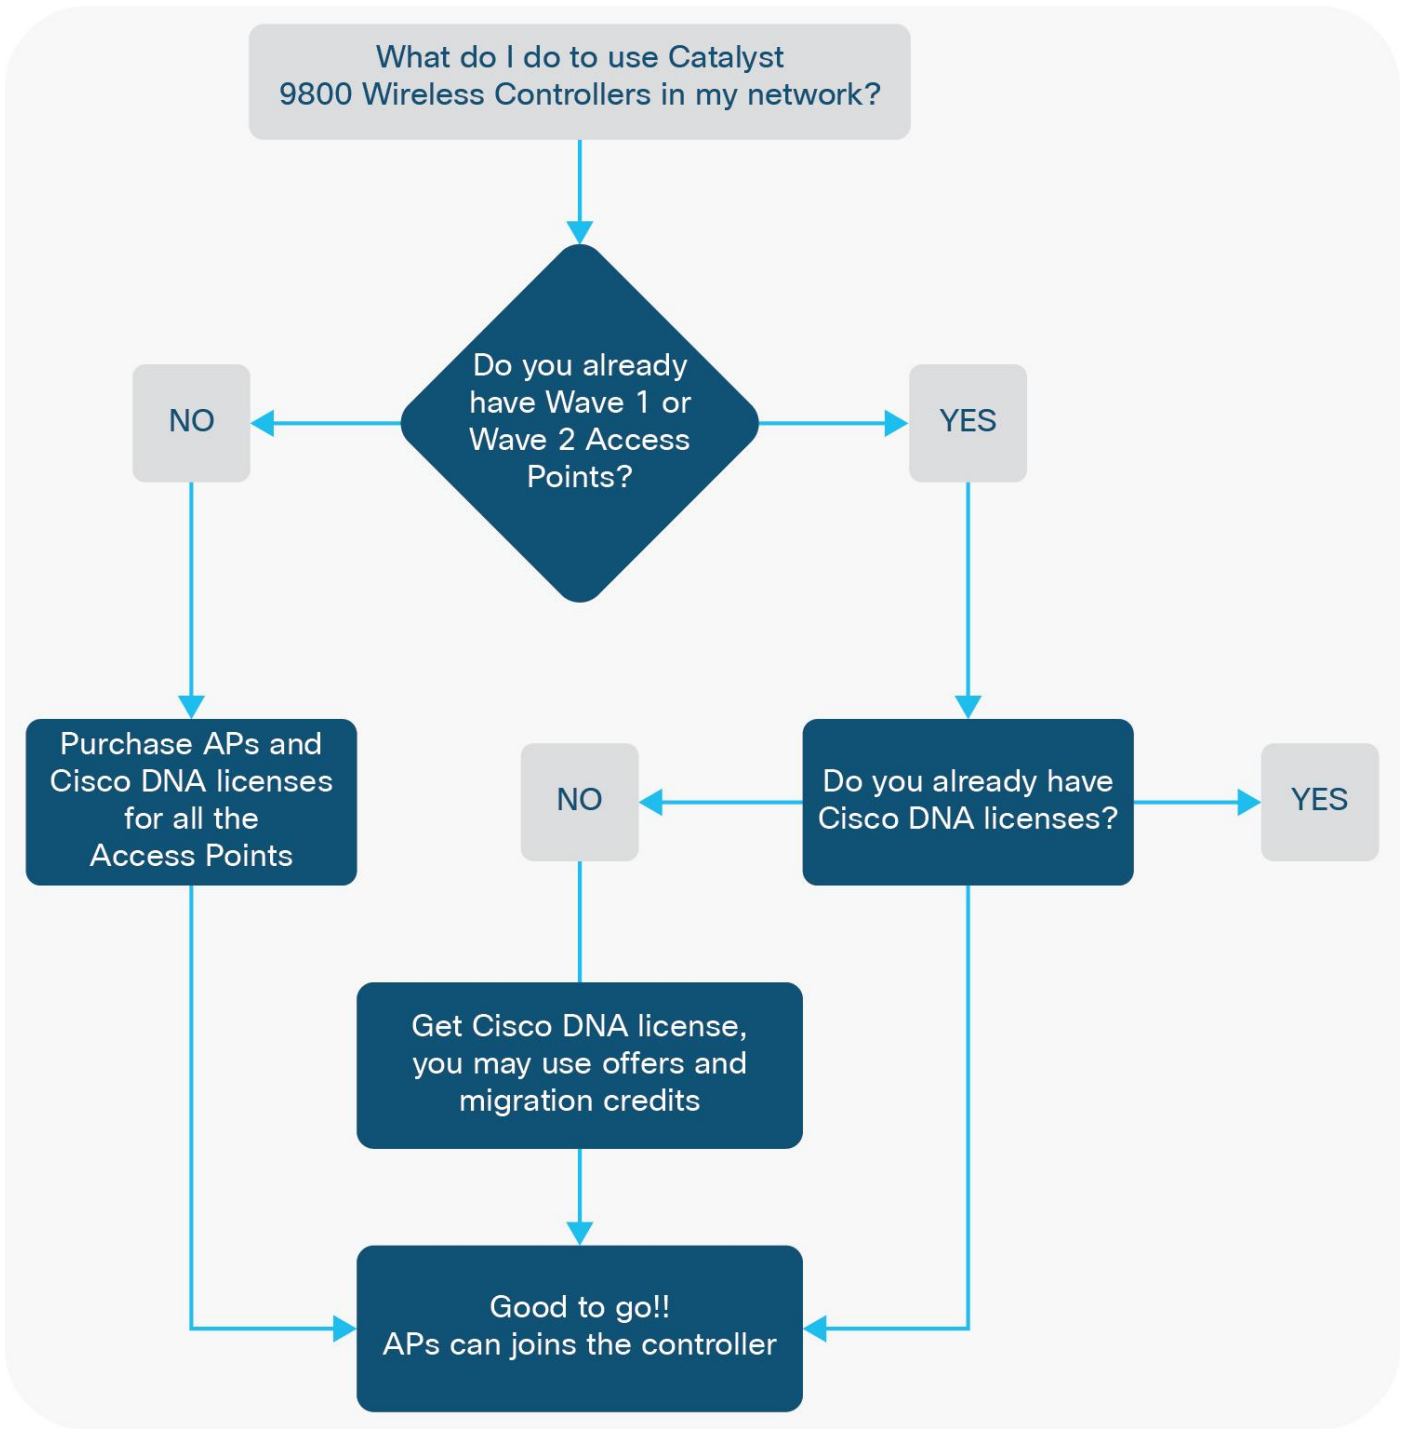 What do I do to use Catalyst
9800 Wireless Controllers in my network?
Do you already
have Wave 1 or
Wave 2 Access
Points?
NO
YES
Purchase APs and
Cisco DNA licenses
for all the
Access Points
NO
Do you already have
Cisco DNA licenses?
YES
Get Cisco DNA license,
you may use offers and
migration credits
Good to go!!
APs can joins the controller